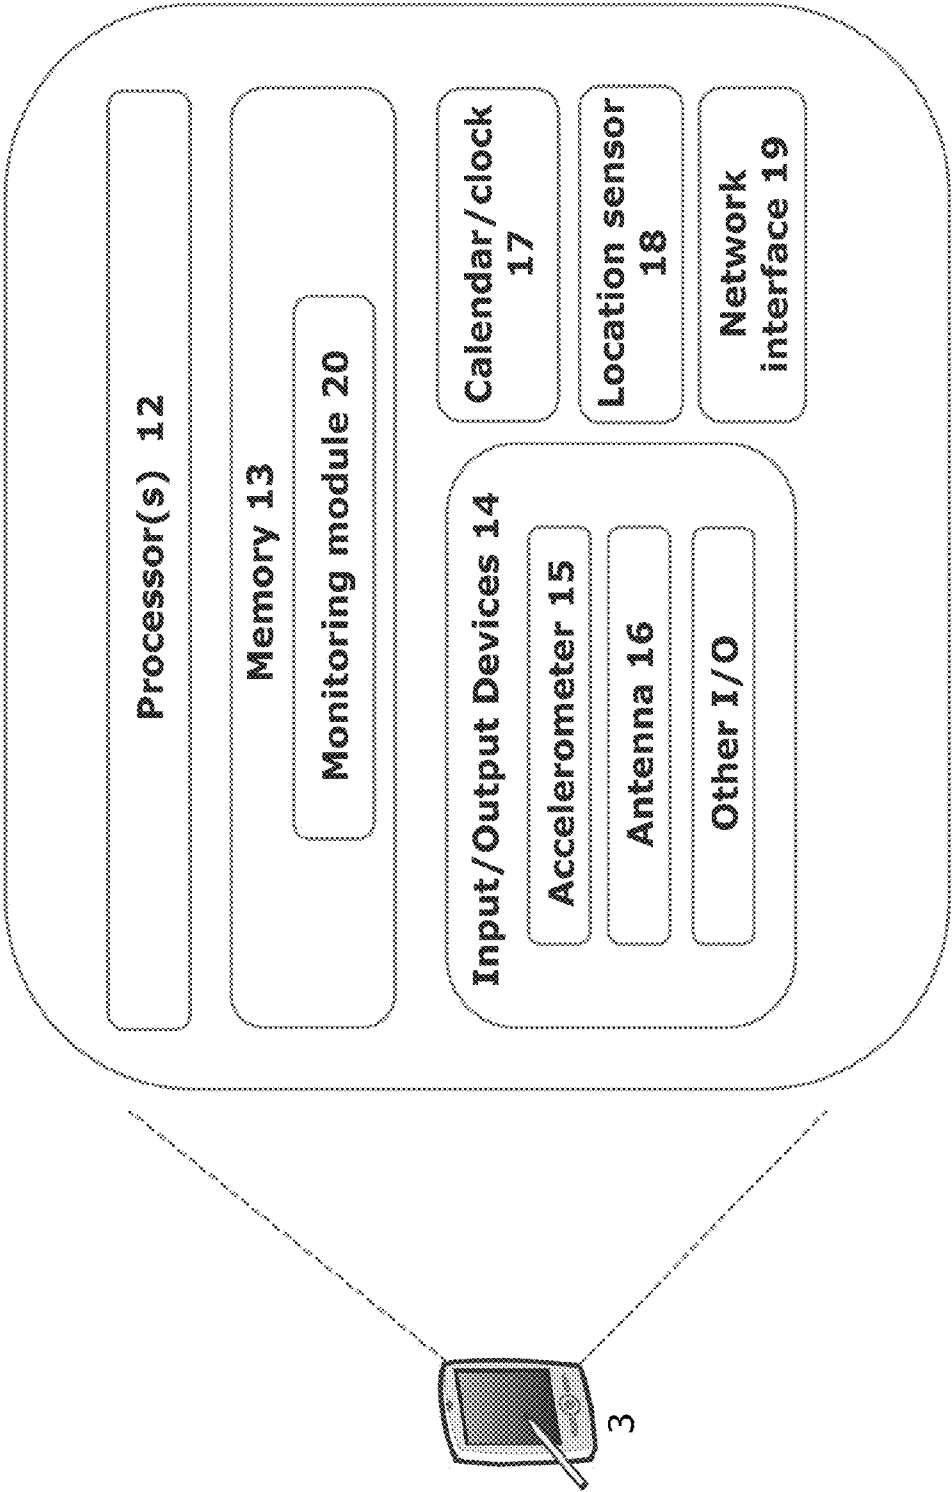 Processor(s) 12
Memory 13
Monitoring module 20
Input/Output Devices 14
Accelerometer 15
Antenna 16
Other I/O
Calendar/clock
17
Location sensor
18
Network
interface 19
3